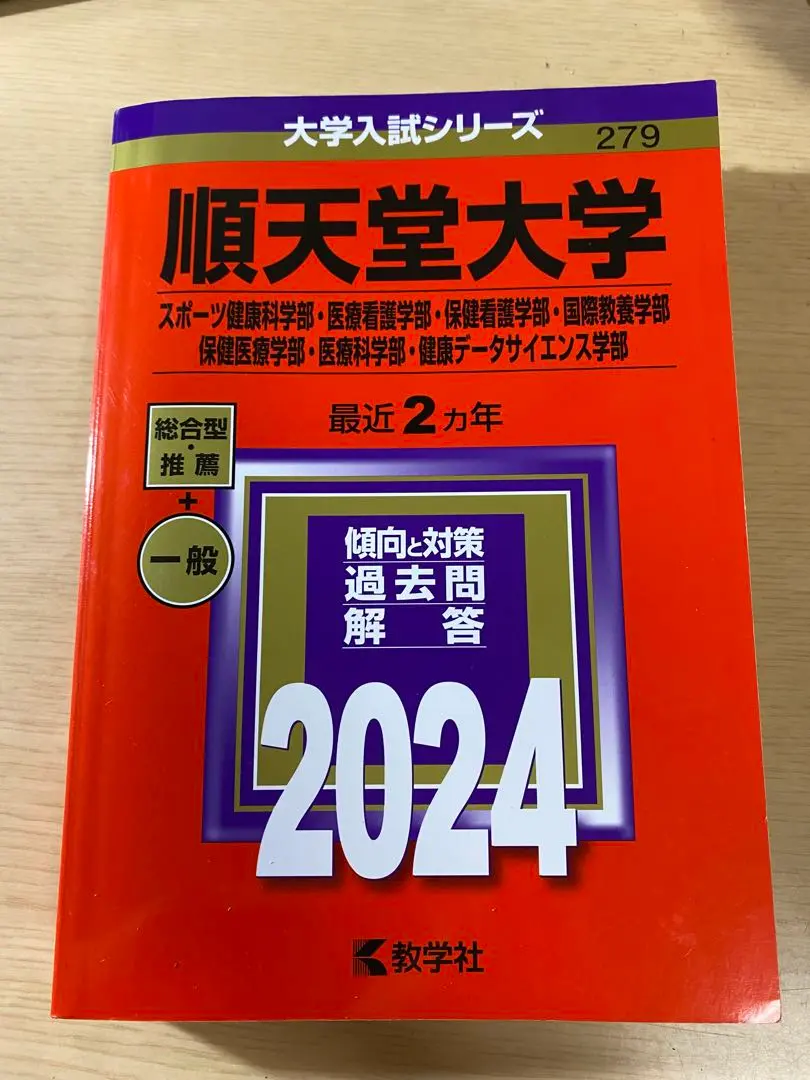 大学入試シリーズ
279
順天堂大学
スポーツ健康科学部・医療看護学部・保健看護学部・国際教養学部
保健医療学部・医療科学部・健康データサイエンス学部
最近2カ年
総合型
・
推薦
+
一般
傾向と対策
過去問
解答
2024
教学社